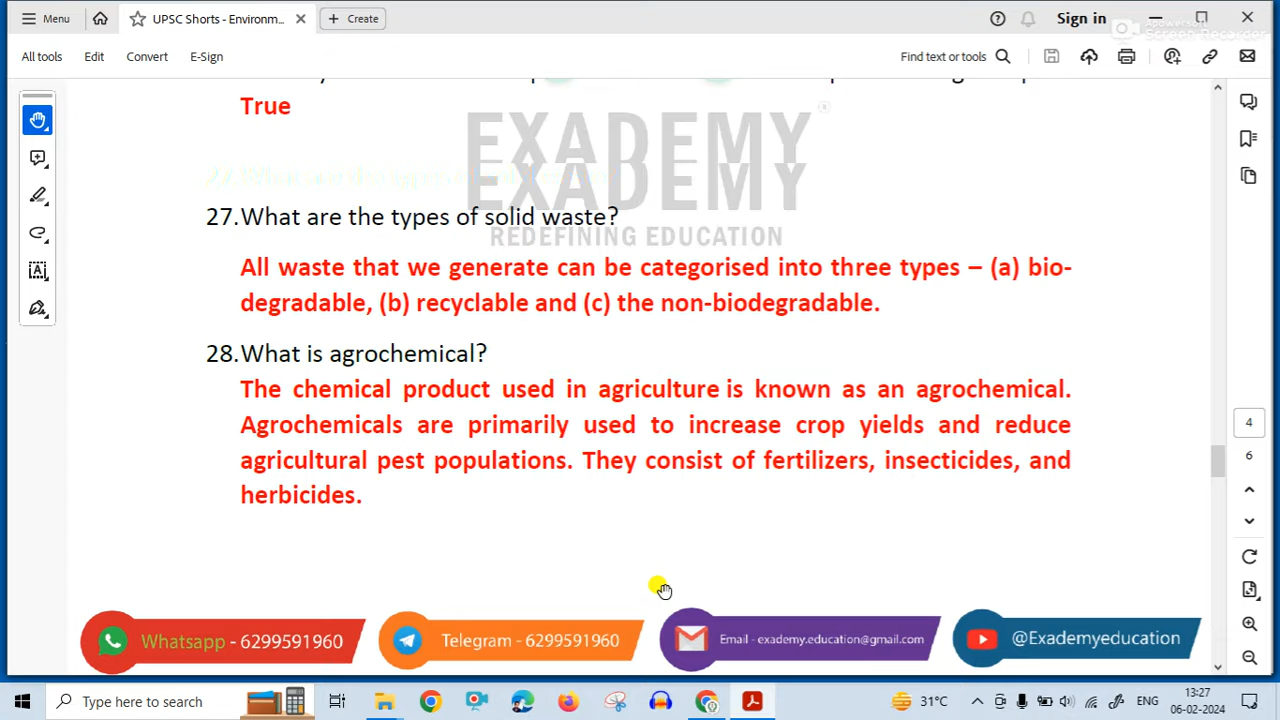 Menu
UPSC Shorts - Environm...
Create
Sign in
Apowersoft
Screen Recorder
All tools
Edit
Convert
E-Sign
Find text or tools
True
EXADEMY
EXADEMY
REDEFINING EDUCATION
27.What are the types of solid waste?
All waste that we generate can be categorised into three types – (a) bio-
degradable, (b) recyclable and (c) the non-biodegradable.
28.What is agrochemical?
The chemical product used in agriculture is known as an agrochemical.
Agrochemicals are primarily used to increase crop yields and reduce
agricultural pest populations. They consist of fertilizers, insecticides, and
herbicides.
4
6
Whatsapp - 6299591960
Telegram - 6299591960
Email - exademy.education@gmail.com
@Exademyeducation
Type here to search
31°C
ENG
13:27
06-02-2024